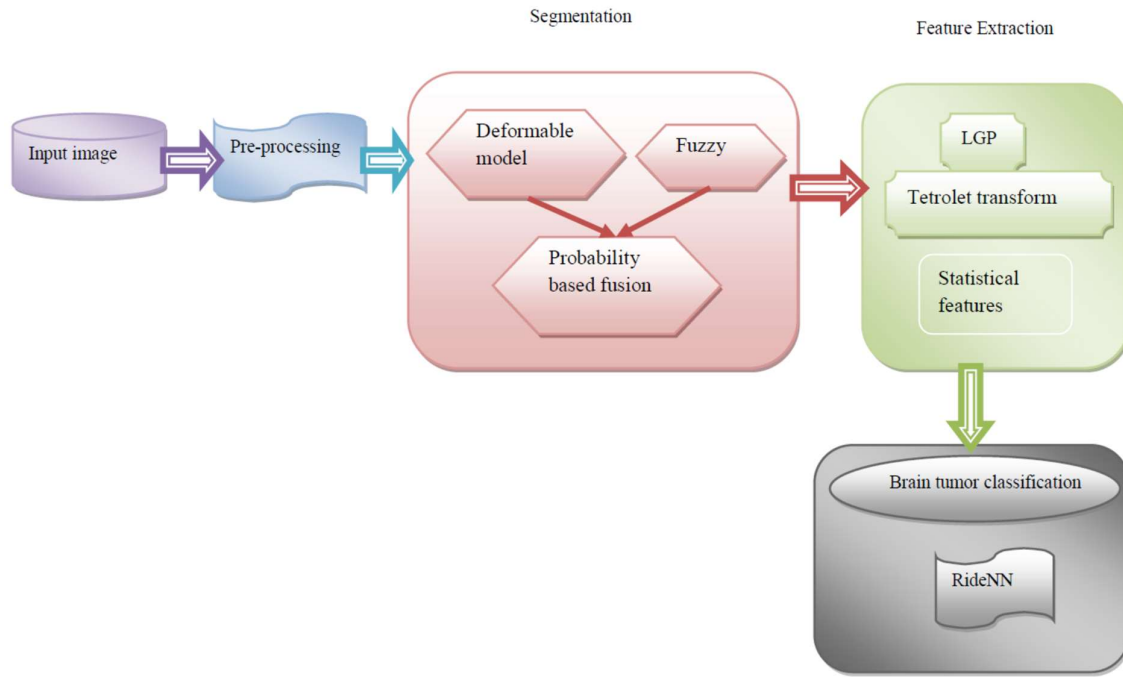 Segmentation
Feature Extraction
Input image
Pre-processing
Deformable
model
Fuzzy
Probability
based fusion
LGP
Tetrolet transform
Statistical
features
Brain tumor classification
RideNN